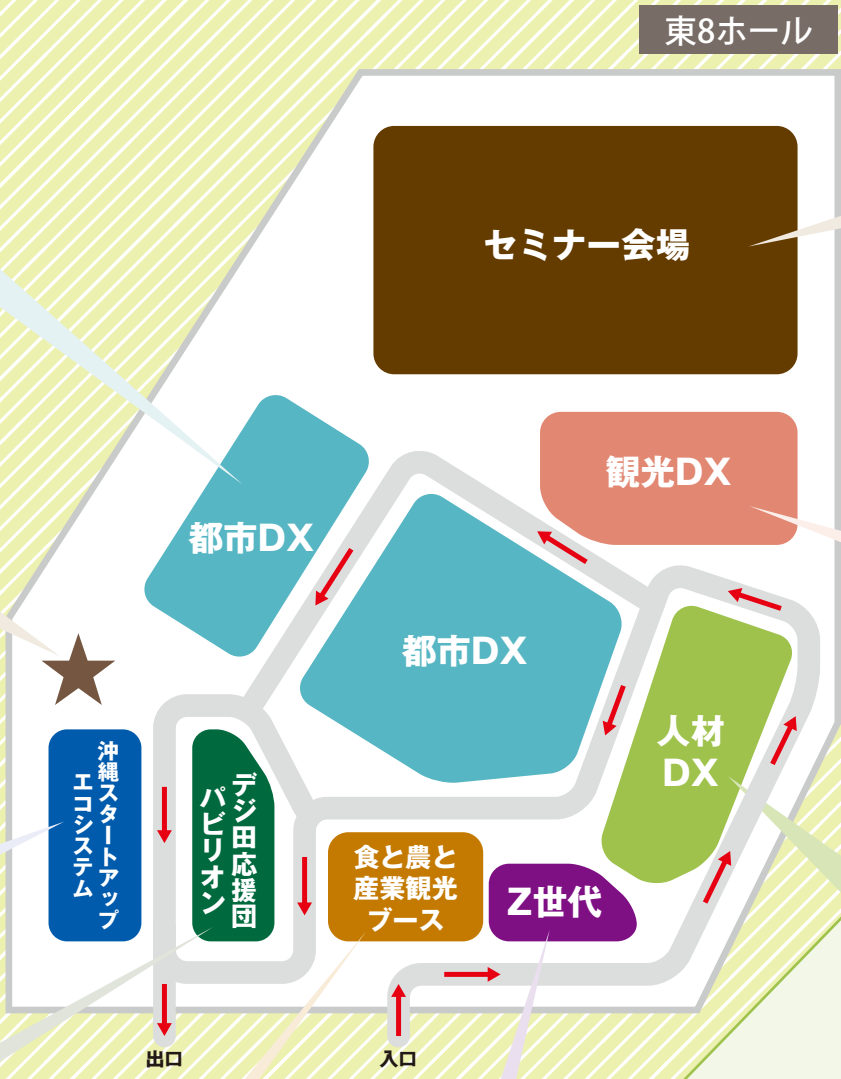 東8ホール
セミナー会場
観光DX
都市DX
都市DX
人材
DX
沖縄スタートアップ
エコシステム
デジ田応援団
パビリオン
食と農と
産業観光
ブース
Z世代
出口
入口